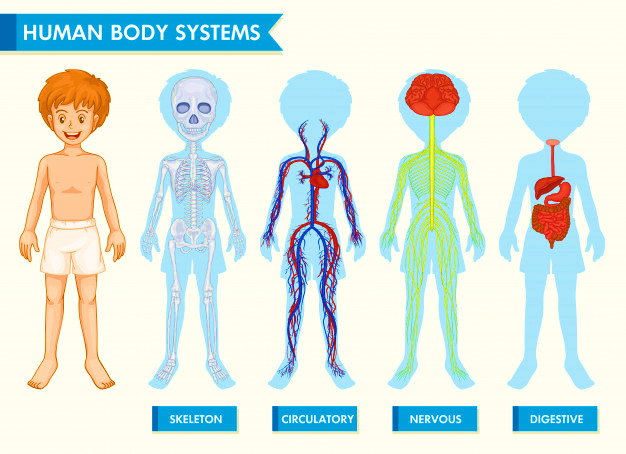 HUMAN BODY SYSTEMS
SKELETON
CIRCULATORY
NERVOUS
DIGESTIVE